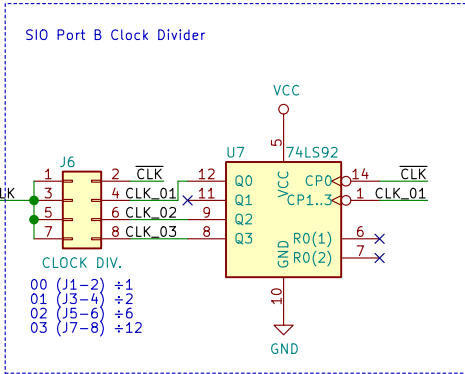 SIO Port B Clock Divider
VCC
U7 74LS92
5
J6
1 2 CLK 12 Q0 VCC CP0 14 CLK
LK 3 4 CLK_01 11 Q1 CP1..3 1 CLK_01
5 6 CLK_02 9 Q2
7 8 CLK_03 8 Q3 R0(1) 6
GND R0(2) 7
CLOCK DIV.
00 (J1-2) ÷1
01 (J3-4) ÷2
02 (J5-6) ÷6
03 (J7-8) ÷12
10
GND